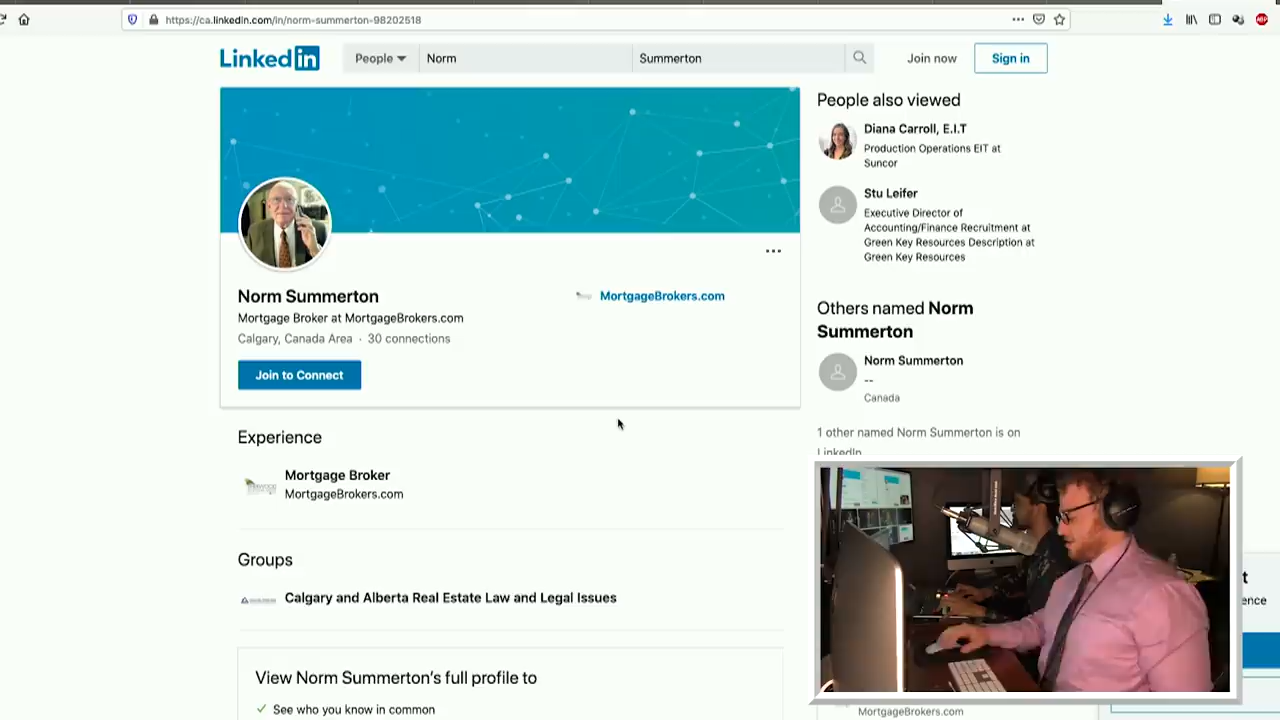 https://ca.linkedin.com/in/norm-summerton-98202518
LinkedIn
People
Norm
Summerton
Join now
Sign in
Norm Summerton
Mortgage Broker at MortgageBrokers.com
Calgary, Canada Area · 30 connections
Join to Connect
MortgageBrokers.com
Experience
Mortgage Broker
MortgageBrokers.com
Groups
Calgary and Alberta Real Estate Law and Legal Issues
View Norm Summerton's full profile to
See who you know in common
People also viewed
Diana Carroll, E.I.T
Production Operations EIT at
Suncor
Stu Leifer
Executive Director of
Accounting/Finance Recruitment at
Green Key Resources Description at
Green Key Resources
Others named Norm
Summerton
Norm Summerton
--
Canada
1 other named Norm Summerton is on
LinkedIn
MortgageBrokers.com